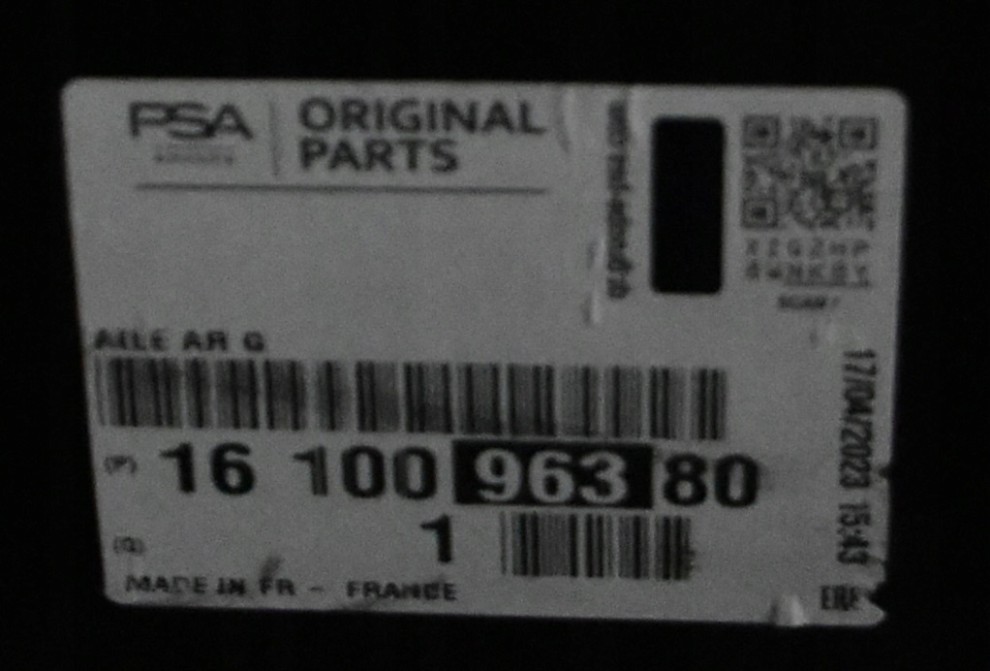 PSA
ORIGINAL
PARTS
AILE AR G
(P) 16 100 963 80
(Q) 1
MADE IN FR - FRANCE
17/04/2023 15:43